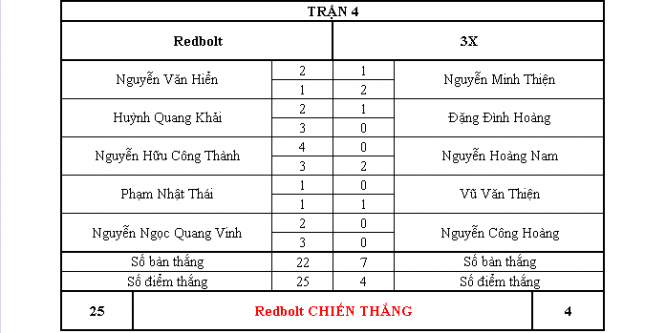 TRẬN 4
Redbolt 3X
Nguyễn Văn Hiển 2 1 Nguyễn Minh Thiện
1 2
Huỳnh Quang Khải 2 1 Đặng Đình Hoàng
3 0
Nguyễn Hữu Công Thành 4 0 Nguyễn Hoàng Nam
3 2
Phạm Nhật Thái 1 0 Vũ Văn Thiện
1 1
Nguyễn Ngọc Quang Vinh 2 0 Nguyễn Công Hoàng
3 0
Số bàn thắng 22 7 Số bàn thắng
Số điểm thắng 25 4 Số điểm thắng
25 Redbolt CHIẾN THẮNG 4